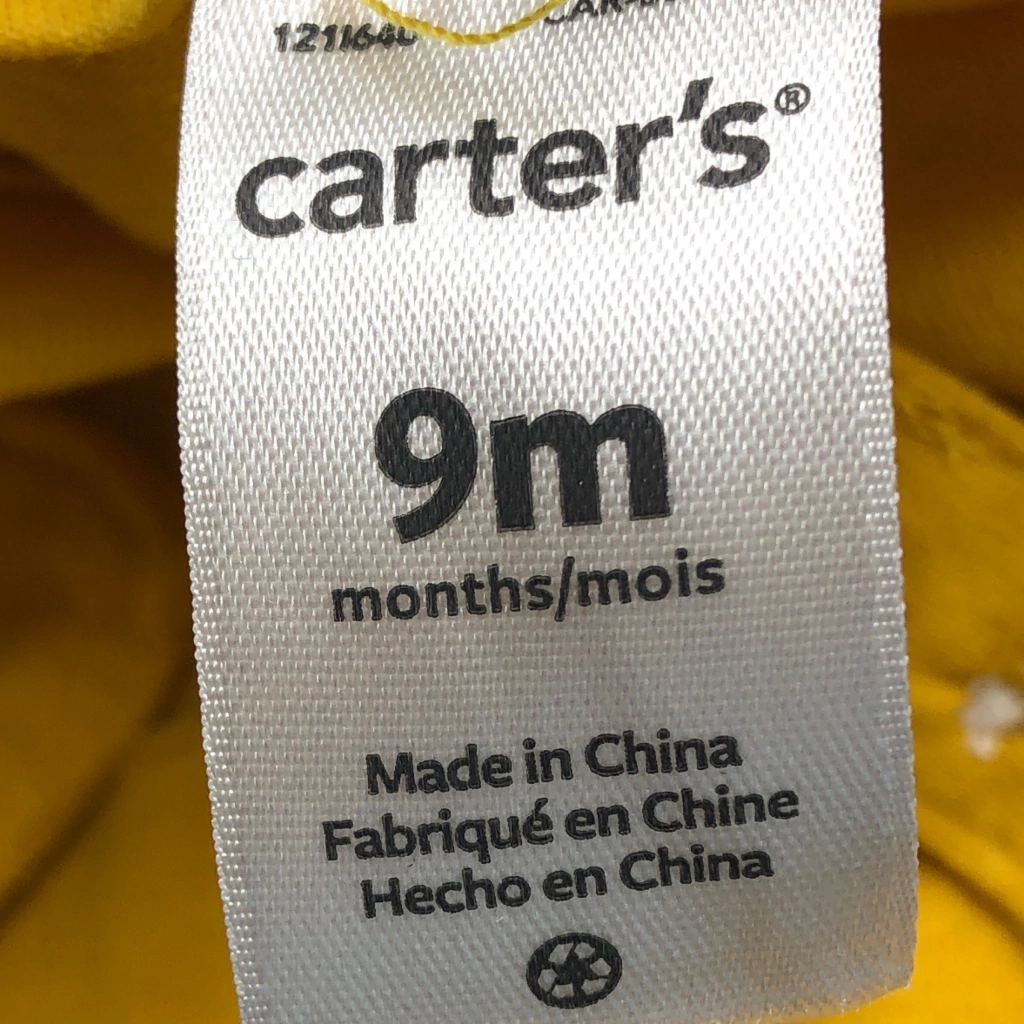 carter's®
9m
months/mois
Made in China
Fabriqué en Chine
Hecho en China